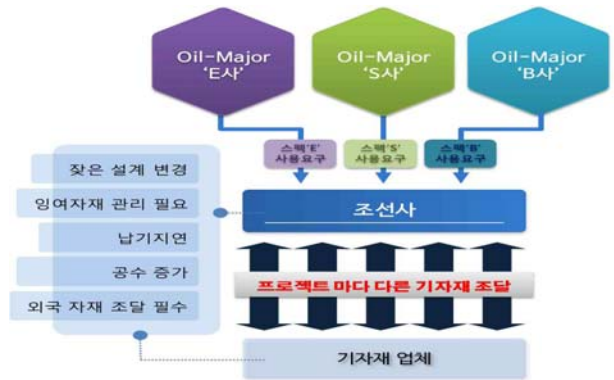 Oil-Major
'E사'
Oil-Major
'S사'
Oil-Major
'B사'
스펙'E'
사용요구
스펙'S'
사용요구
스펙'B'
사용요구
잦은 설계 변경
잉여자재 관리 필요
납기지연
공수 증가
외국 자재 조달 필수
조선사
프로젝트 마다 다른 기자재 조달
기자재 업체